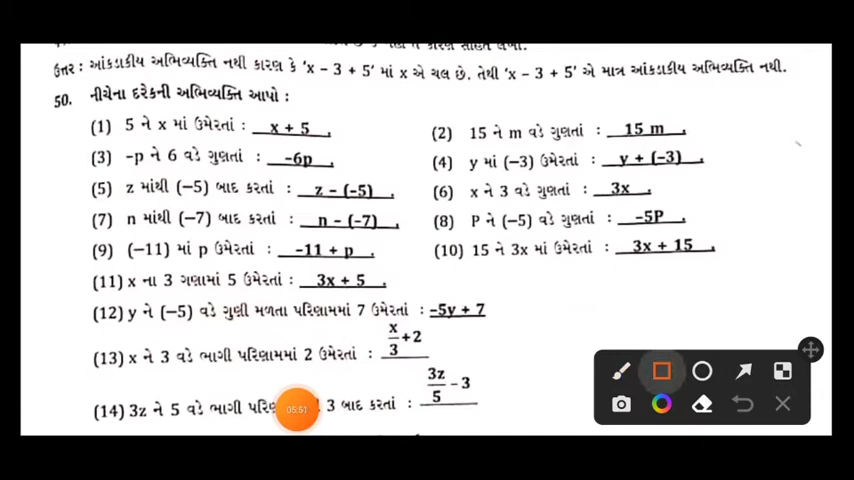 કારણ સહિત લખો.
ઉત્તર : આંકડાકીય અભિવ્યક્તિ નથી કારણ કે ‘x – 3 + 5’ માં x એ ચલ છે. તેથી ‘x – 3 + 5’ એ માત્ર આંકડાકીય અભિવ્યક્તિ નથી.
50. નીચેના દરેકની અભિવ્યક્તિ આપો :
(1) 5 ને x માં ઉમેરતાં : x + 5 .
(2) 15 ને m વડે ગુણતાં : 15 m .
(3) -p ને 6 વડે ગુણતાં : –6p .
(4) y માં (–3) ઉમેરતાં : y + (–3) .
(5) z માંથી (–5) બાદ કરતાં : z – (–5) .
(6) x ને 3 વડે ગુણતાં : 3x .
(7) n માંથી (–7) બાદ કરતાં : n – (–7) .
(8) P ને (–5) વડે ગુણતાં : –5P .
(9) (–11) માં p ઉમેરતાં : –11 + p .
(10) 15 ને 3x માં ઉમેરતાં : 3x + 15 .
(11) x ના 3 ગણામાં 5 ઉમેરતાં : 3x + 5 .
(12) y ને (–5) વડે ગુણી મળતા પરિણામમાં 7 ઉમેરતાં : –5y + 7
(13) x ને 3 વડે ભાગી પરિણામમાં 2 ઉમેરતાં : x/3 + 2
(14) 3z ને 5 વડે ભાગી 3 બાદ કરતાં : 3z/5 – 3
05:51